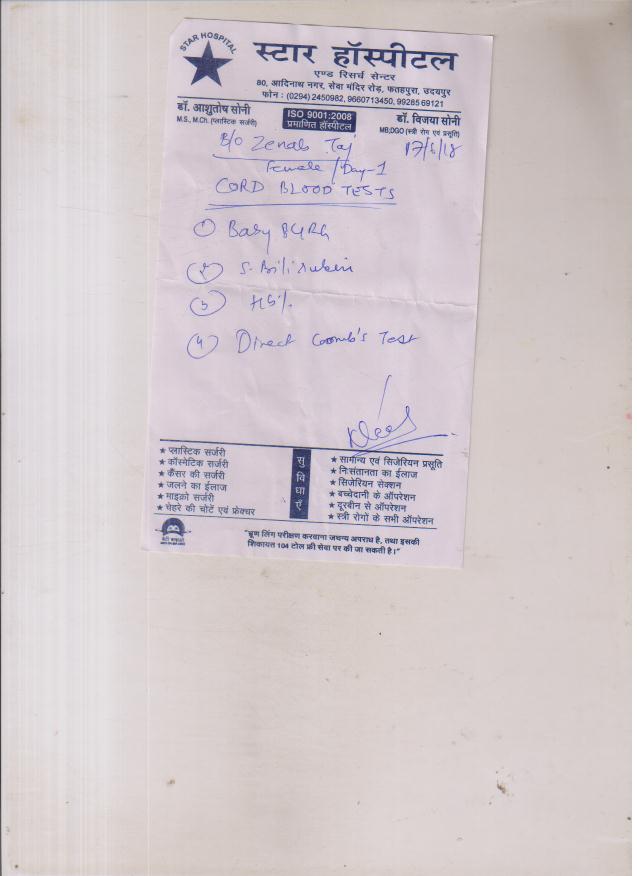 STAR HOSPITAL
स्टार हॉस्पीटल
एण्ड रिसर्च सेन्टर
80, आदिनाथ नगर, सेवा मंदिर रोड़, फतहपुरा, उदयपुर
फोन : (0294) 2450982, 9660713450, 99285 69121
डॉ. आशुतोष सोनी ISO 9001:2008 डॉ. विजया सोनी
M.S., M.Ch. (प्लास्टिक सर्जरी) प्रमाणित हॉस्पीटल MB,DGO (स्त्री रोग एवं प्रसूति)
B/o Zenab Taj 17/6/18
Female / Day-1
CORD BLOOD TESTS
① Baby BGRh
② S. Bilirubin
③ Hb%
④ Direct Coomb's Test
★ प्लास्टिक सर्जरी
★ कॉस्मेटिक सर्जरी
★ कैंसर की सर्जरी
★ जलने का ईलाज
★ माइक्रो सर्जरी
★ चेहरे की चोटें एवं फ्रेक्चर
सुविधाएँ
★ सामान्य एवं सिजेरियन प्रसूति
★ निःसंतानता का ईलाज
★ सिजेरियन सेक्शन
★ बच्चेदानी के ऑपरेशन
★ दूरबीन से ऑपरेशन
★ स्त्री रोगों के सभी ऑपरेशन
"भ्रूण लिंग परीक्षण करवाना जघन्य अपराध है, तथा इसकी
शिकायत 104 टोल फ्री सेवा पर की जा सकती है।"